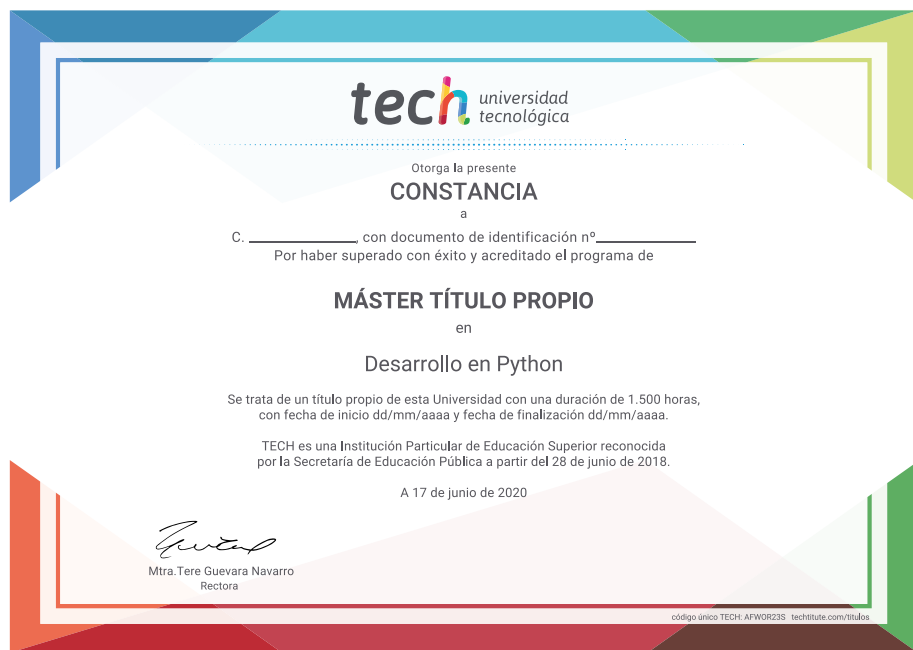 tech universidad
tecnológica
Otorga la presente
CONSTANCIA
a
C. ____________, con documento de identificación nº____________
Por haber superado con éxito y acreditado el programa de
MÁSTER TÍTULO PROPIO
en
Desarrollo en Python
Se trata de un título propio de esta Universidad con una duración de 1.500 horas,
con fecha de inicio dd/mm/aaaa y fecha de finalización dd/mm/aaaa.
TECH es una Institución Particular de Educación Superior reconocida
por la Secretaría de Educación Pública a partir del 28 de junio de 2018.
A 17 de junio de 2020
Mtra.Tere Guevara Navarro
Rectora
código único TECH: AFWOR23S techtitute.com/titulos